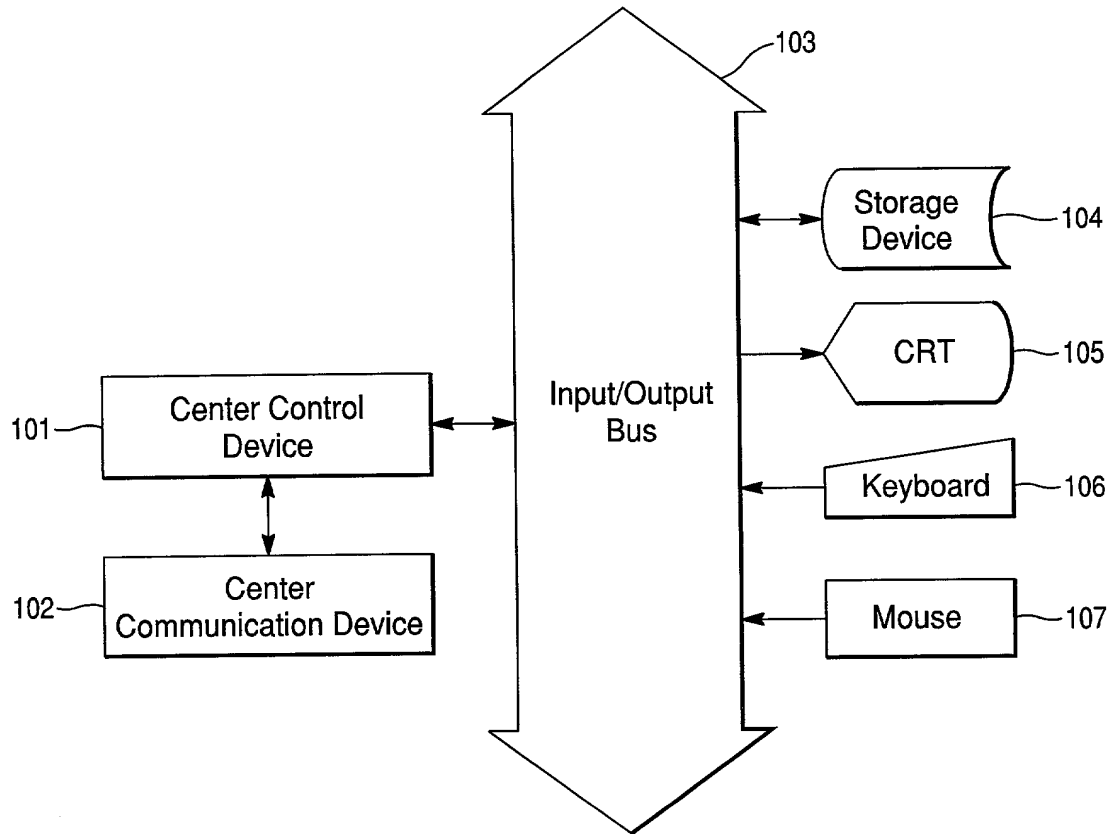 103
Storage
Device
104
CRT
105
Input/Output
Bus
Center Control
Device
101
Keyboard
106
Center
Communication Device
102
Mouse
107